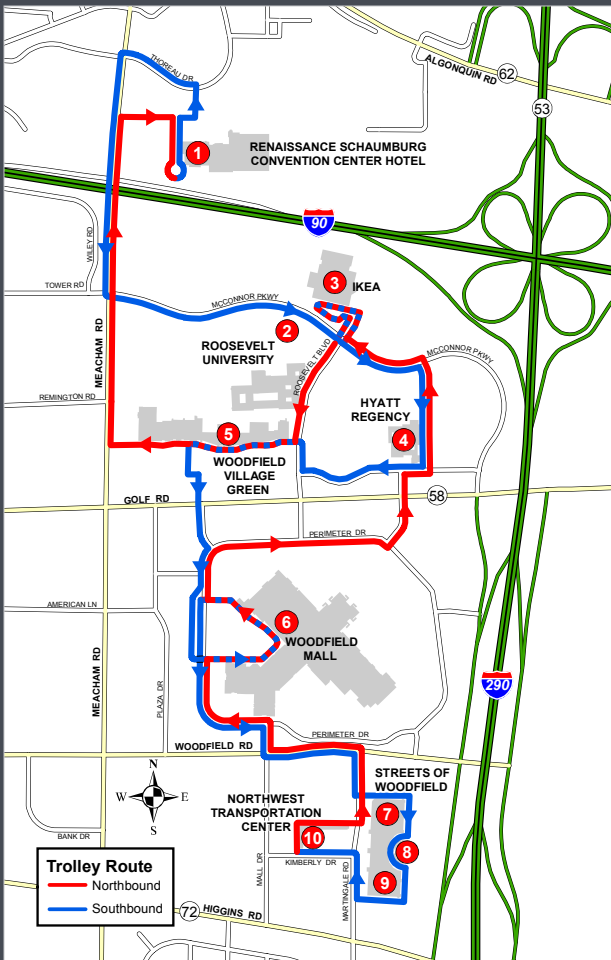 THOREAU DR
ALGONQUIN RD
62
53
1
RENAISSANCE SCHAUMBURG
CONVENTION CENTER HOTEL
90
WILEY RD
TOWER RD
3
IKEA
MCCONNOR PKWY
2
ROOSEVELT
UNIVERSITY
ROOSEVELT BLVD
MCCONNOR PKWY
MEACHAM RD
REMINGTON RD
HYATT
REGENCY
4
5
WOODFIELD
VILLAGE
GREEN
GOLF RD
58
PERIMETER DR
AMERICAN LN
6
WOODFIELD
MALL
MEACHAM RD
PLAZA DR
290
PERIMETER DR
WOODFIELD RD
N
W
E
S
STREETS OF
WOODFIELD
NORTHWEST
TRANSPORTATION
CENTER
7
10
8
BANK DR
MALL DR
KIMBERLY DR
MARTINGALE RD
9
Trolley Route
Northbound
Southbound
72
HIGGINS RD